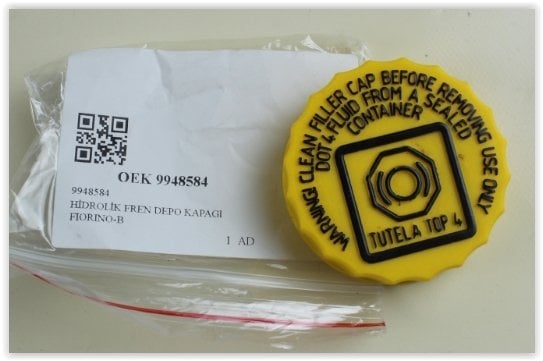 OEK 9948584
9948584
HİDROLİK FREN DEPO KAPAGI
FIORINO-B
1 AD
WARNING! CLEAN FILLER CAP BEFORE REMOVING USE ONLY
DOT 4 FLUID FROM A SEALED
CONTAINER
TUTELA TOP 4